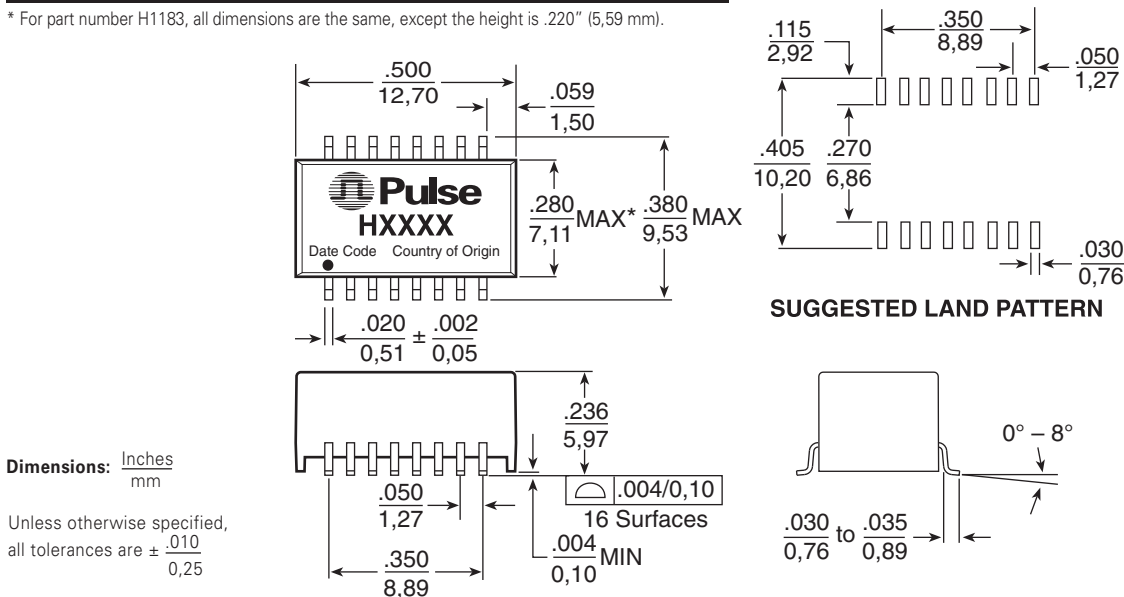 * For part number H1183, all dimensions are the same, except the height is .220” (5,59 mm).
.500
12,70
.059
1,50
Pulse
HXXXX
Date Code Country of Origin
.280
7,11
MAX*
.380
9,53
MAX
.020
0,51
±
.002
0,05
.115
2,92
.350
8,89
.050
1,27
.405
10,20
.270
6,86
.030
0,76
SUGGESTED LAND PATTERN
.236
5,97
.050
1,27
.004/0,10
16 Surfaces
.004
0,10
MIN
.350
8,89
0° – 8°
.030
0,76
to
.035
0,89
Dimensions: Inches
mm
Unless otherwise specified,
all tolerances are ± .010
0,25